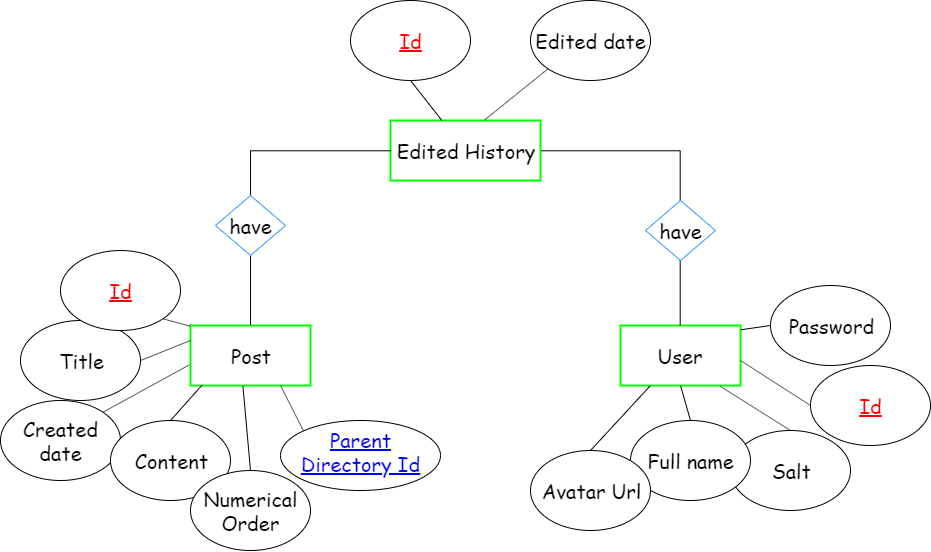 Id
Edited date
Edited History
have
have
Id
Title
Created
date
Content
Numerical
Order
Parent
Directory Id
Post
User
Password
Id
Salt
Full name
Avatar Url